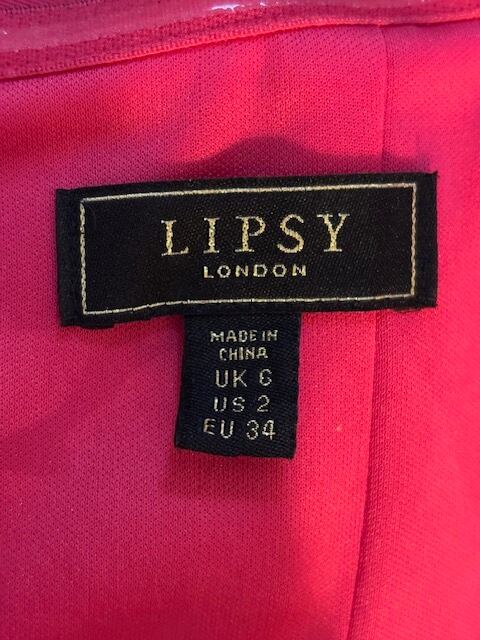 LIPSY
LONDON
MADE IN
CHINA
UK 6
US 2
EU 34